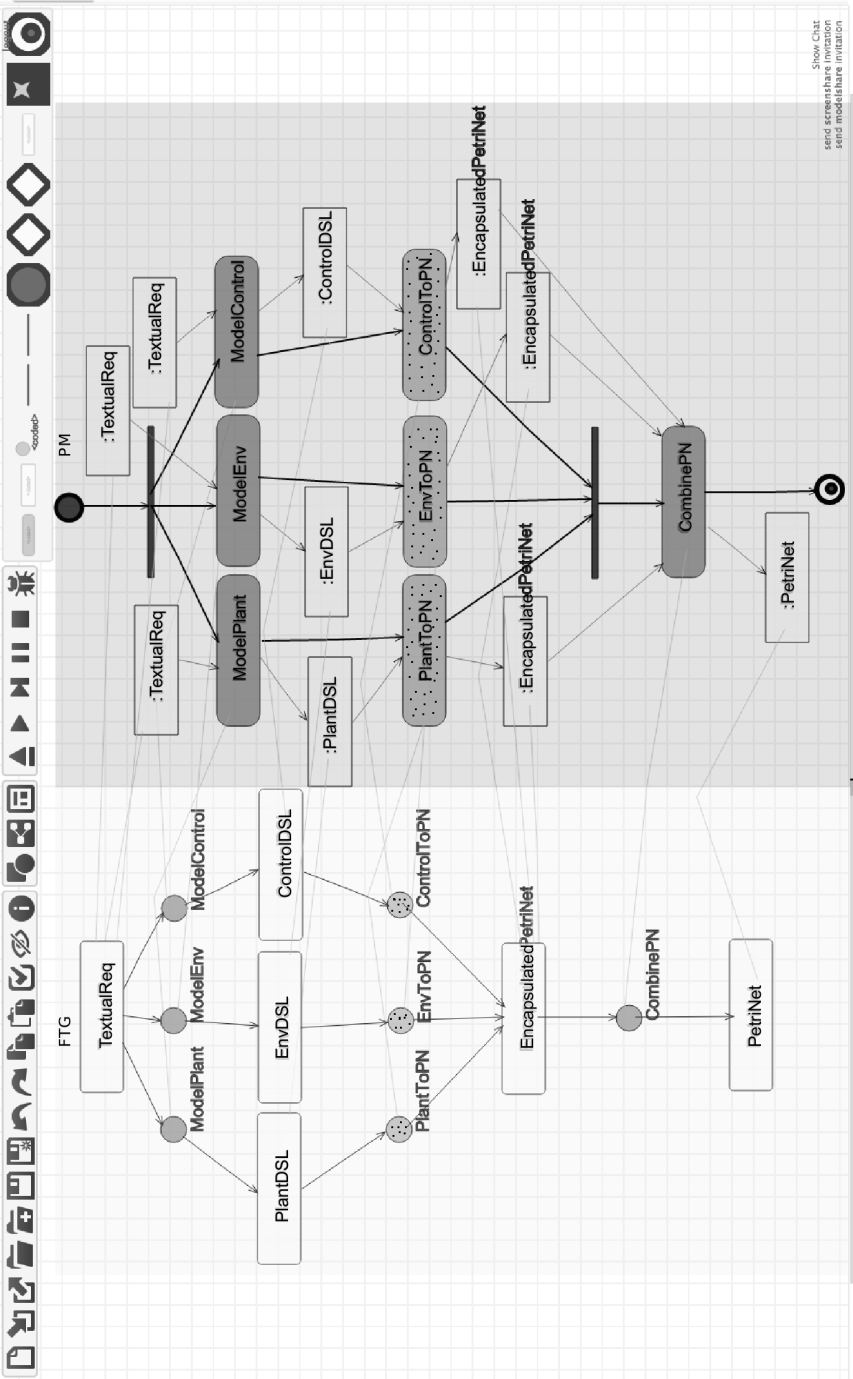 FTG
TextualReq
ModelPlant
ModelEnv
ModelControl
PlantDSL
EnvDSL
ControlDSL
PlantToPN
EnvToPN
ControlToPN
EncapsulatedPetriNet
CombinePN
PetriNet
PM
:TextualReq
:TextualReq
:TextualReq
ModelPlant
ModelEnv
ModelControl
:PlantDSL
:EnvDSL
:ControlDSL
PlantToPN
EnvToPN
ControlToPN
:EncapsulatedPetriNet
:EncapsulatedPetriNet
:EncapsulatedPetriNet
CombinePN
:PetriNet
Show Chat
send screenshare invitation
send modelshare invitation